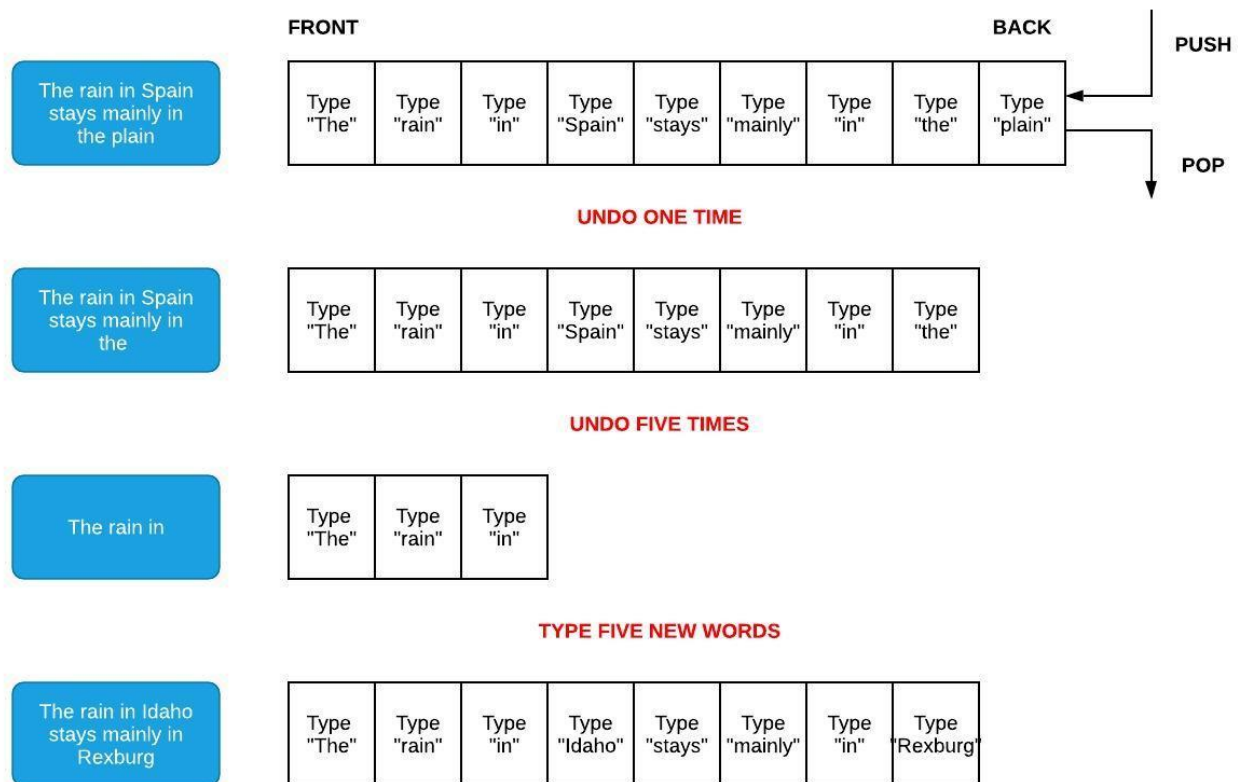 FRONT
BACK
PUSH
The rain in Spain
stays mainly in
the plain
Type Type Type Type Type Type Type Type Type
"The" "rain" "in" "Spain" "stays" "mainly" "in" "the" "plain"
POP
UNDO ONE TIME
The rain in Spain
stays mainly in
the
Type Type Type Type Type Type Type Type
"The" "rain" "in" "Spain" "stays" "mainly" "in" "the"
UNDO FIVE TIMES
The rain in
Type Type Type
"The" "rain" "in"
TYPE FIVE NEW WORDS
The rain in Idaho
stays mainly in
Rexburg
Type Type Type Type Type Type Type Type
"The" "rain" "in" "Idaho" "stays" "mainly" "in" "Rexburg"